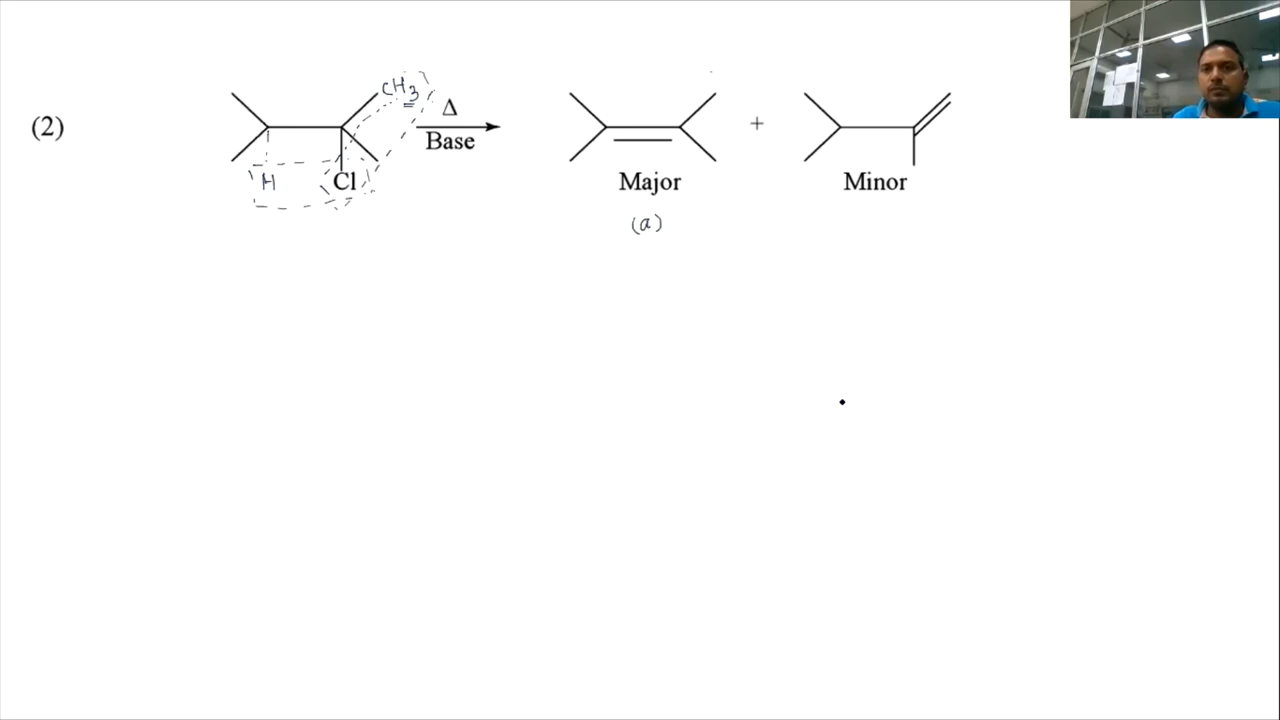 (2)
CH3
Δ
Base
+
H
Cl
Major
Minor
(a)